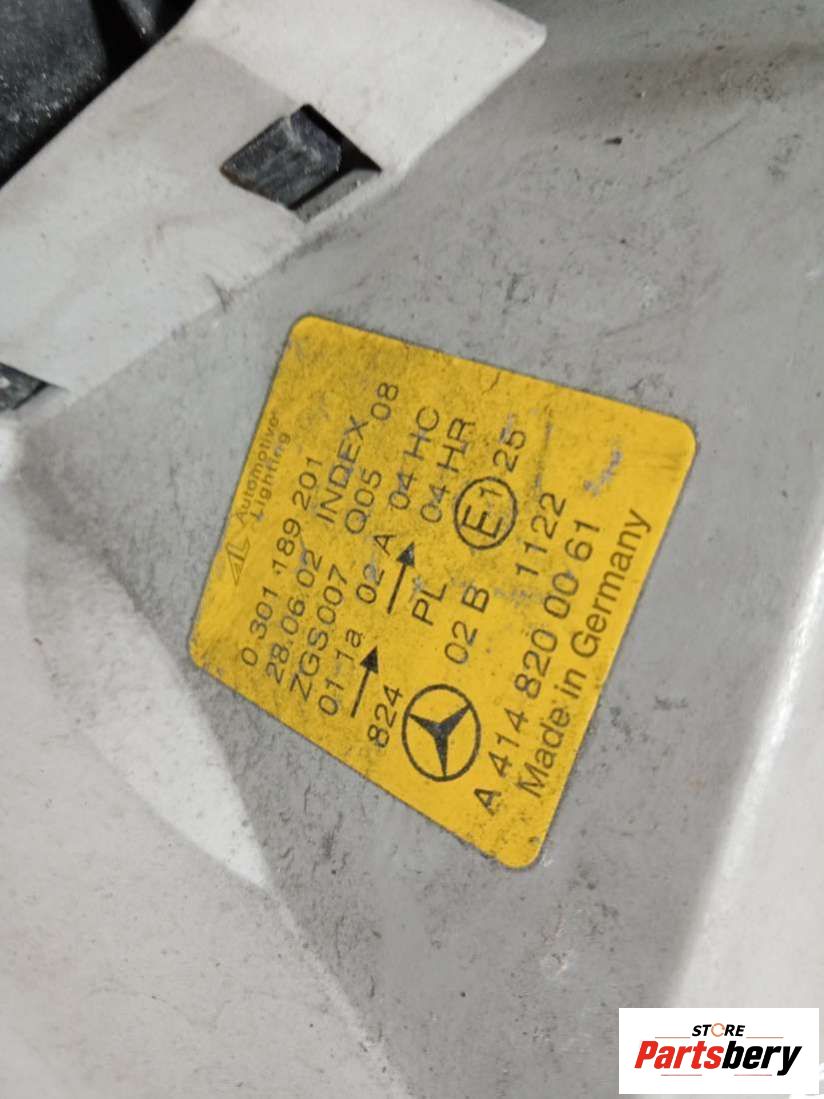 AL Automotive
Lighting
0 301 189 201
28.06.02 INDEX 08
ZGS007 Q05
01 1a 02 A 04 HC
04 HR
824 PL E1 25
02 B 1122
A 414 820 00 61
Made in Germany
STORE
Partsbery